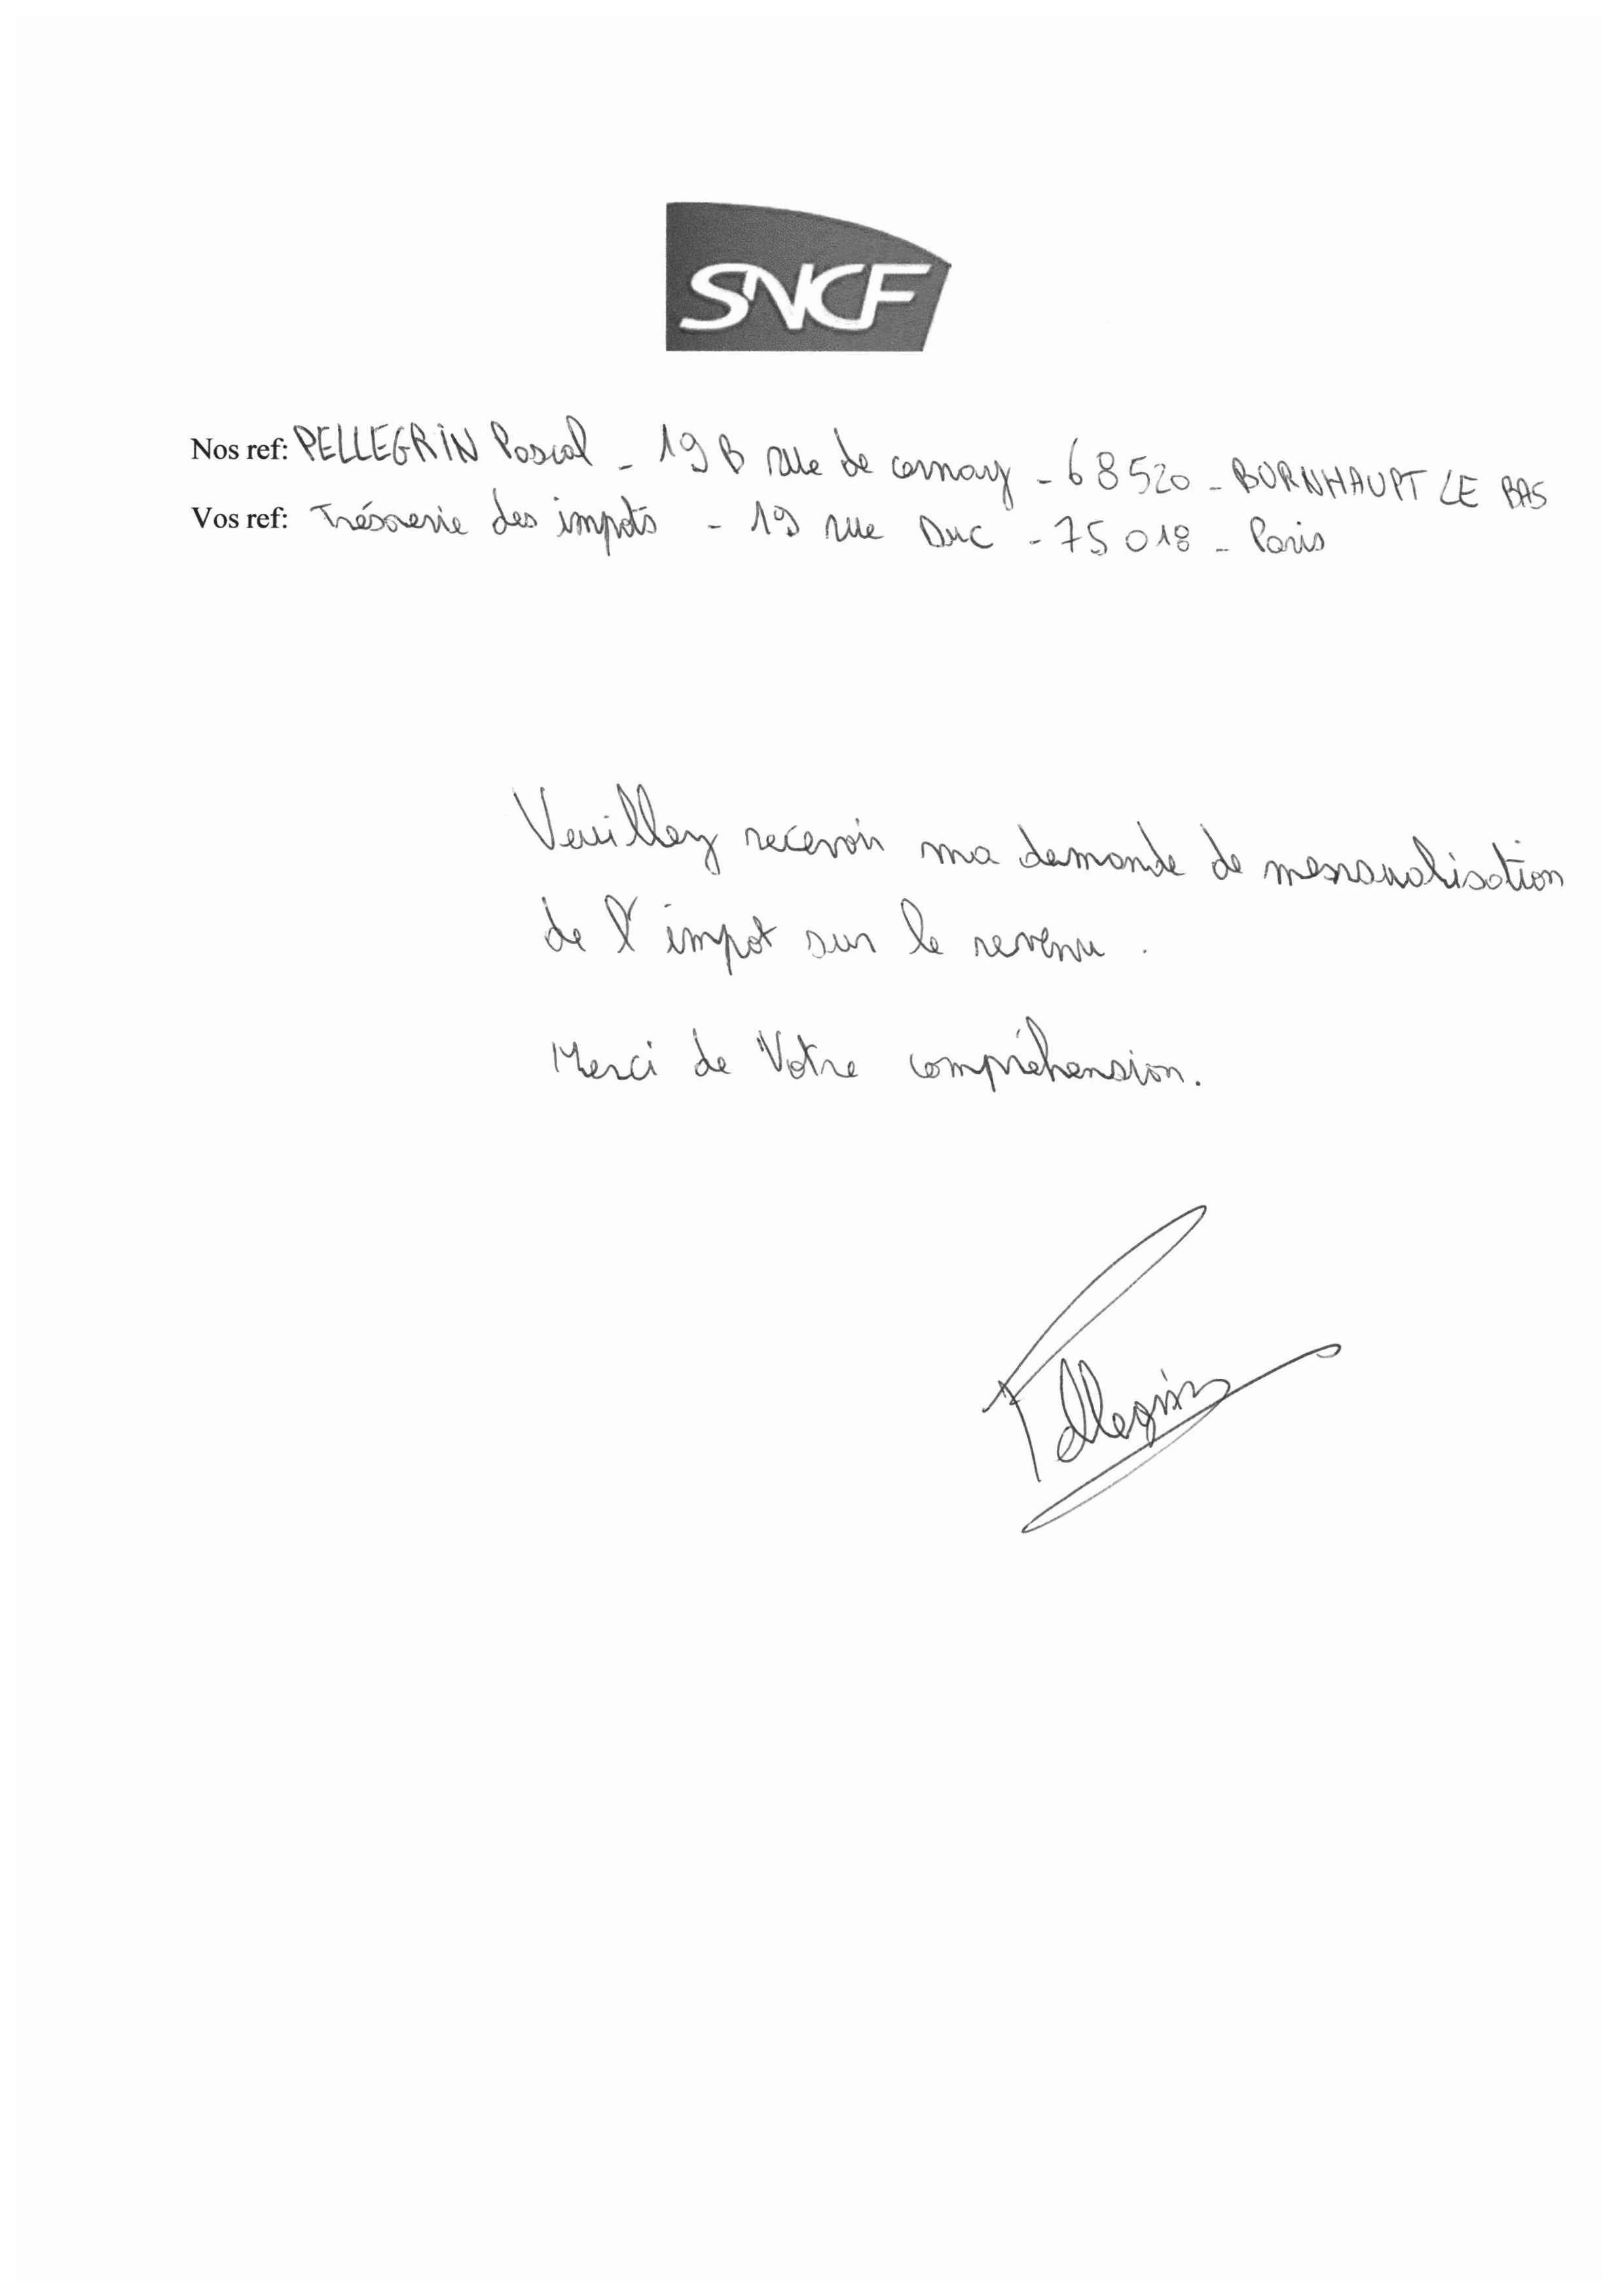 SNCF
Nos ref: PELLEGRIN Pascal - 19 B rue de cernay - 68520 - BURNHAUPT LE BAS
Vos ref: Trésorerie des impots - 19 rue Duc - 75018 - Paris
Veuillez recevoir ma demande de mensualisation
de l'impot sur le revenu.
Merci de Votre compréhension.
Pellegrin